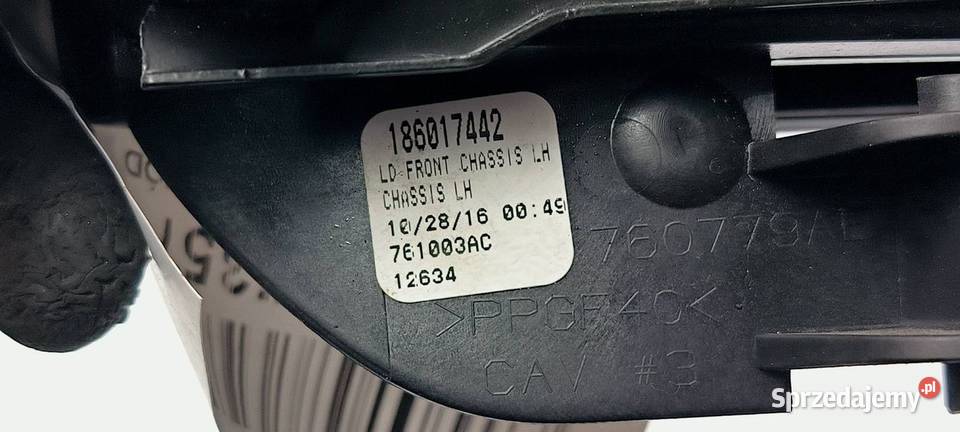 186017442
LD-FRONT CHASSIS LH
CHASSIS LH
10/28/16 00:49
761003AC
12634
760779/
>PPGF40<
CAV #3
Sprzedajemy.pl